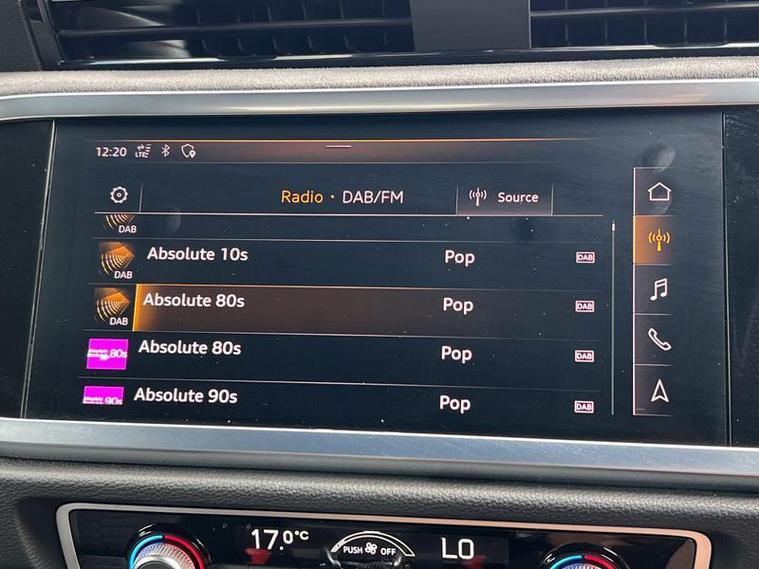 12:20 LTE
Radio · DAB/FM Source
DAB
Absolute 10s Pop DAB
DAB
Absolute 80s Pop DAB
DAB
80s Absolute 80s Pop DAB
90s Absolute 90s Pop DAB
17.0°C PUSH OFF LO